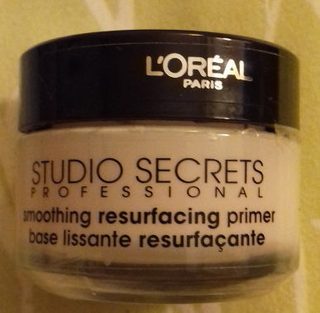 L'ORÉAL
PARIS
STUDIO SECRETS
PROFESSIONAL
smoothing resurfacing primer
base lissante resurfaçante